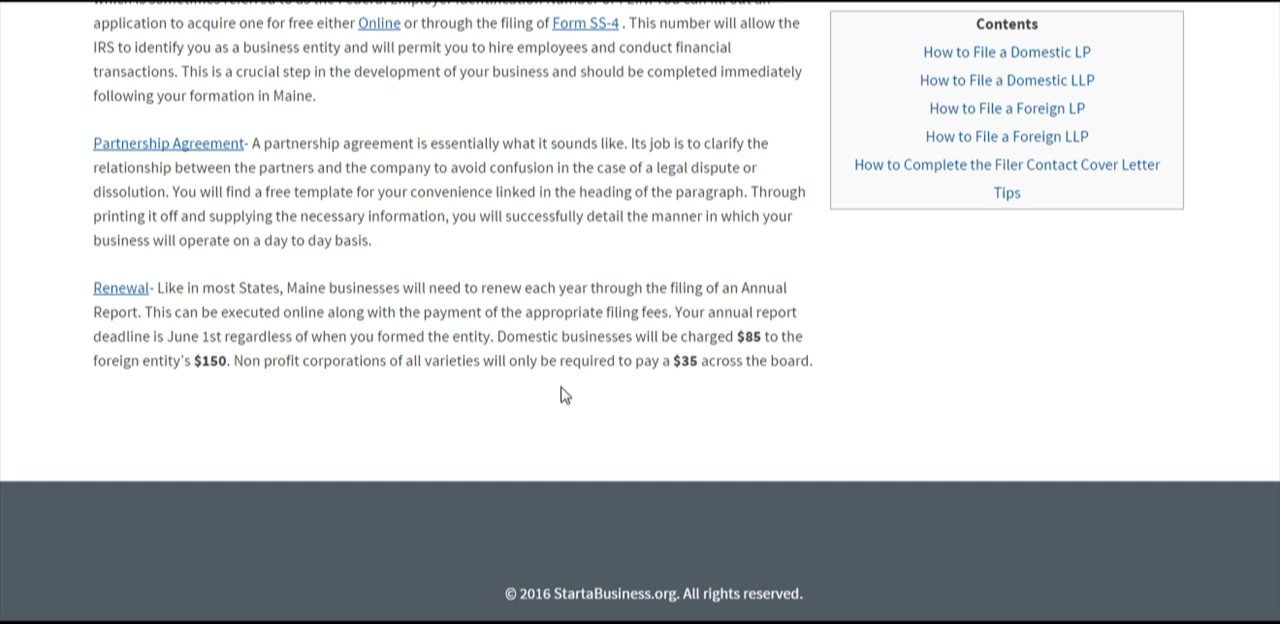 application to acquire one for free either Online or through the filing of Form SS-4 . This number will allow the
IRS to identify you as a business entity and will permit you to hire employees and conduct financial
transactions. This is a crucial step in the development of your business and should be completed immediately
following your formation in Maine.
Partnership Agreement- A partnership agreement is essentially what it sounds like. Its job is to clarify the
relationship between the partners and the company to avoid confusion in the case of a legal dispute or
dissolution. You will find a free template for your convenience linked in the heading of the paragraph. Through
printing it off and supplying the necessary information, you will successfully detail the manner in which your
business will operate on a day to day basis.
Renewal- Like in most States, Maine businesses will need to renew each year through the filing of an Annual
Report. This can be executed online along with the payment of the appropriate filing fees. Your annual report
deadline is June 1st regardless of when you formed the entity. Domestic businesses will be charged $85 to the
foreign entity's $150. Non profit corporations of all varieties will only be required to pay a $35 across the board.
Contents
How to File a Domestic LP
How to File a Domestic LLP
How to File a Foreign LP
How to File a Foreign LLP
How to Complete the Filer Contact Cover Letter
Tips
© 2016 StartaBusiness.org. All rights reserved.